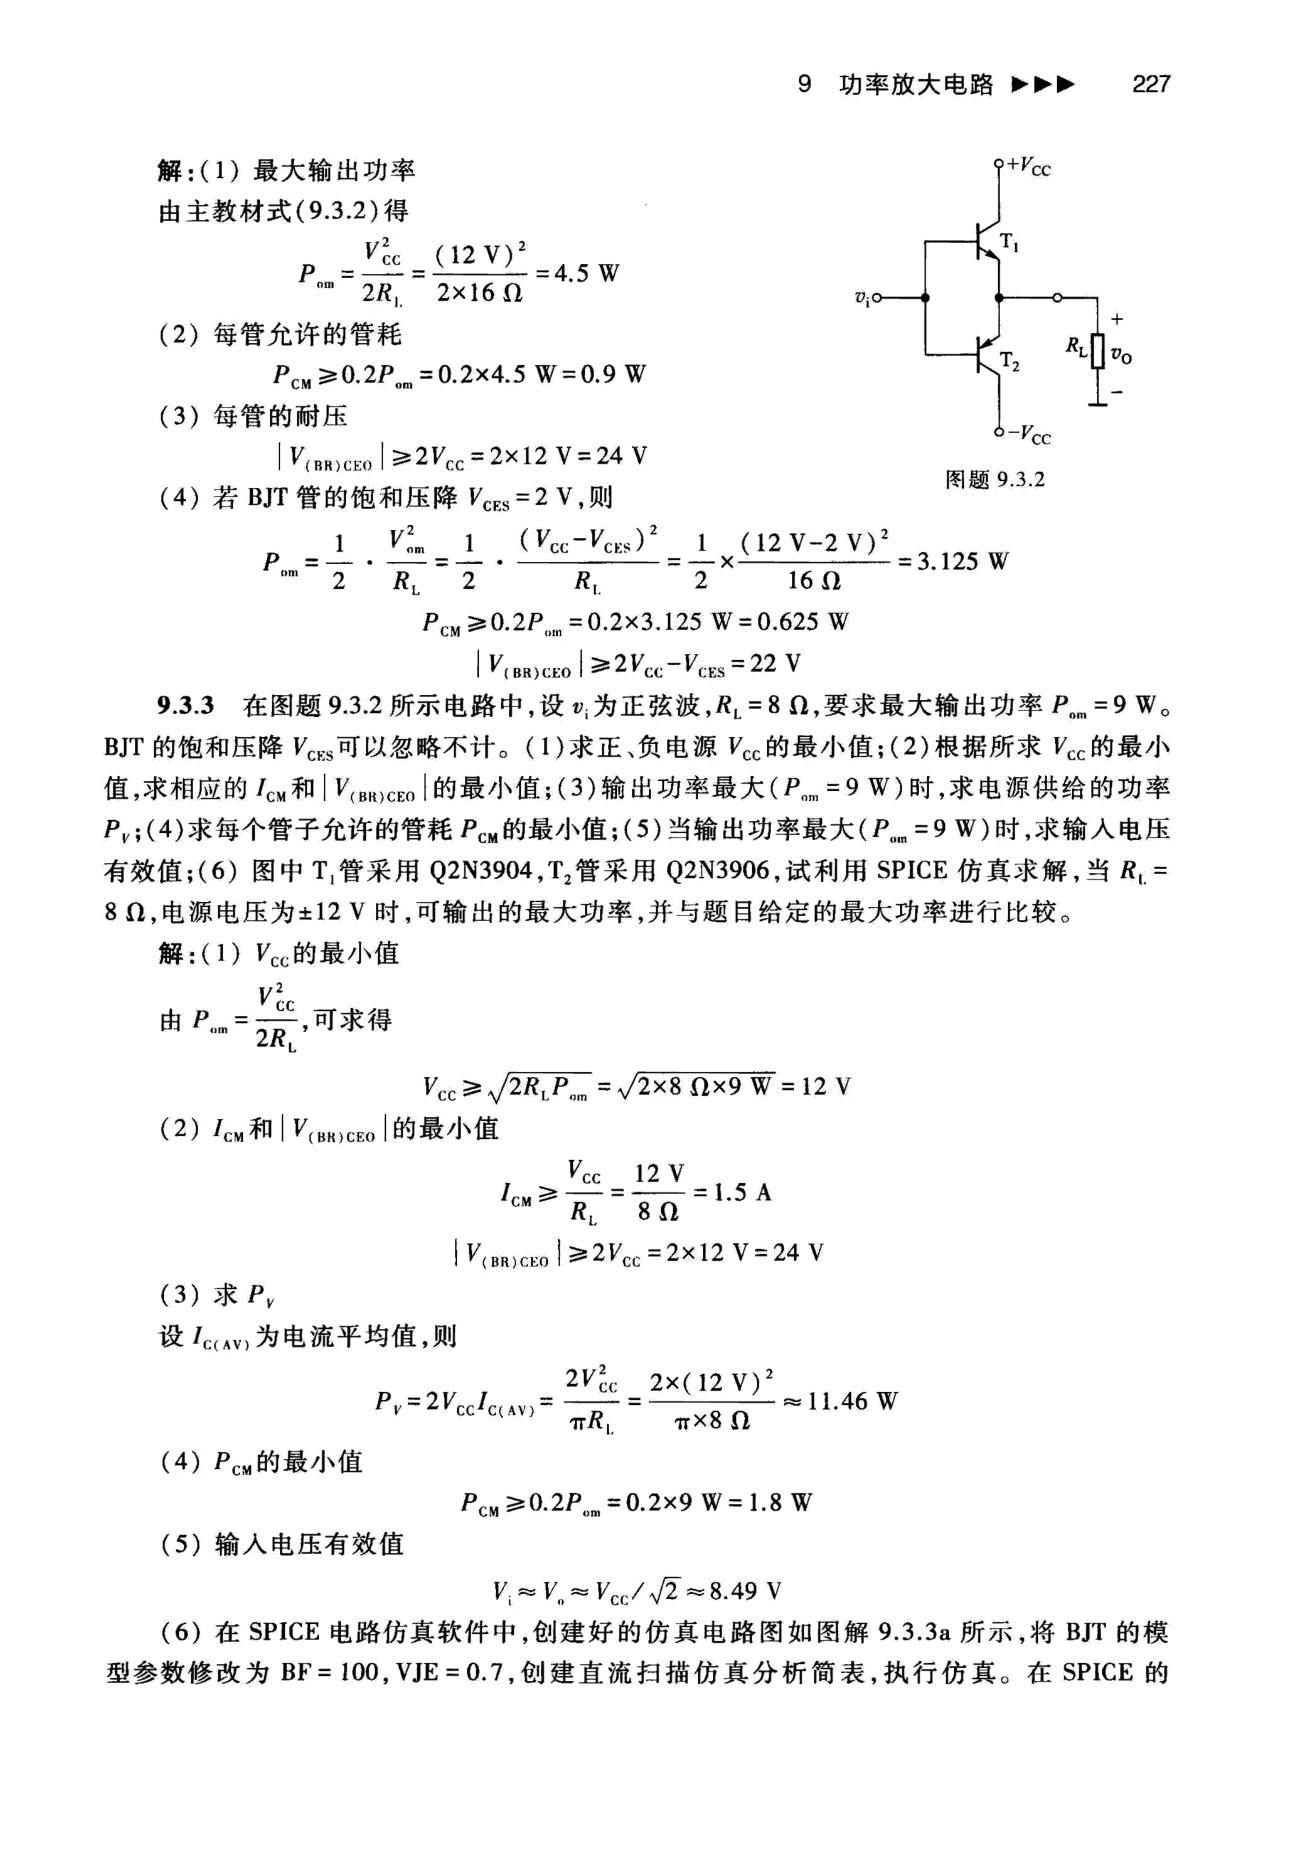 9 功率放大电路 ▶▶▶ 227
解:(1) 最大输出功率
由主教材式(9.3.2)得
P_om = V²_CC / 2R_L = (12 V)² / 2×16 Ω = 4.5 W
(2) 每管允许的管耗
P_CM ≥ 0.2P_om = 0.2×4.5 W = 0.9 W
(3) 每管的耐压
|V_(BR)CEO| ≥ 2V_CC = 2×12 V = 24 V
(4) 若 BJT 管的饱和压降 V_CES = 2 V,则
+V_CC
T₁
v_i
+
R_L
v_O
T₂
−
−V_CC
图题 9.3.2
P_om = 1/2 · V²_om / R_L = 1/2 · (V_CC−V_CES)² / R_L = 1/2 × (12 V−2 V)² / 16 Ω = 3.125 W
P_CM ≥ 0.2P_om = 0.2×3.125 W = 0.625 W
|V_(BR)CEO| ≥ 2V_CC−V_CES = 22 V
9.3.3 在图题 9.3.2 所示电路中,设 v_i 为正弦波,R_L = 8 Ω,要求最大输出功率 P_om = 9 W。
BJT 的饱和压降 V_CES 可以忽略不计。(1)求正、负电源 V_CC 的最小值;(2)根据所求 V_CC 的最小
值,求相应的 I_CM 和|V_(BR)CEO|的最小值;(3)输出功率最大(P_om = 9 W)时,求电源供给的功率
P_V;(4)求每个管子允许的管耗 P_CM 的最小值;(5)当输出功率最大(P_om = 9 W)时,求输入电压
有效值;(6) 图中 T₁管采用 Q2N3904,T₂管采用 Q2N3906,试利用 SPICE 仿真求解,当 R_L =
8 Ω,电源电压为±12 V 时,可输出的最大功率,并与题目给定的最大功率进行比较。
解:(1) V_CC 的最小值
由 P_om = V²_CC / 2R_L,可求得
V_CC ≥ √(2R_L P_om) = √(2×8 Ω×9 W) = 12 V
(2) I_CM 和|V_(BR)CEO|的最小值
I_CM ≥ V_CC / R_L = 12 V / 8 Ω = 1.5 A
|V_(BR)CEO| ≥ 2V_CC = 2×12 V = 24 V
(3) 求 P_V
设 I_C(AV) 为电流平均值,则
P_V = 2V_CC I_C(AV) = 2V²_CC / πR_L = 2×(12 V)² / π×8 Ω ≈ 11.46 W
(4) P_CM 的最小值
P_CM ≥ 0.2P_om = 0.2×9 W = 1.8 W
(5) 输入电压有效值
V_i ≈ V_o ≈ V_CC/√2 ≈ 8.49 V
(6) 在 SPICE 电路仿真软件中,创建好的仿真电路图如图解 9.3.3a 所示,将 BJT 的模
型参数修改为 BF = 100,VJE = 0.7,创建直流扫描仿真分析简表,执行仿真。在 SPICE 的